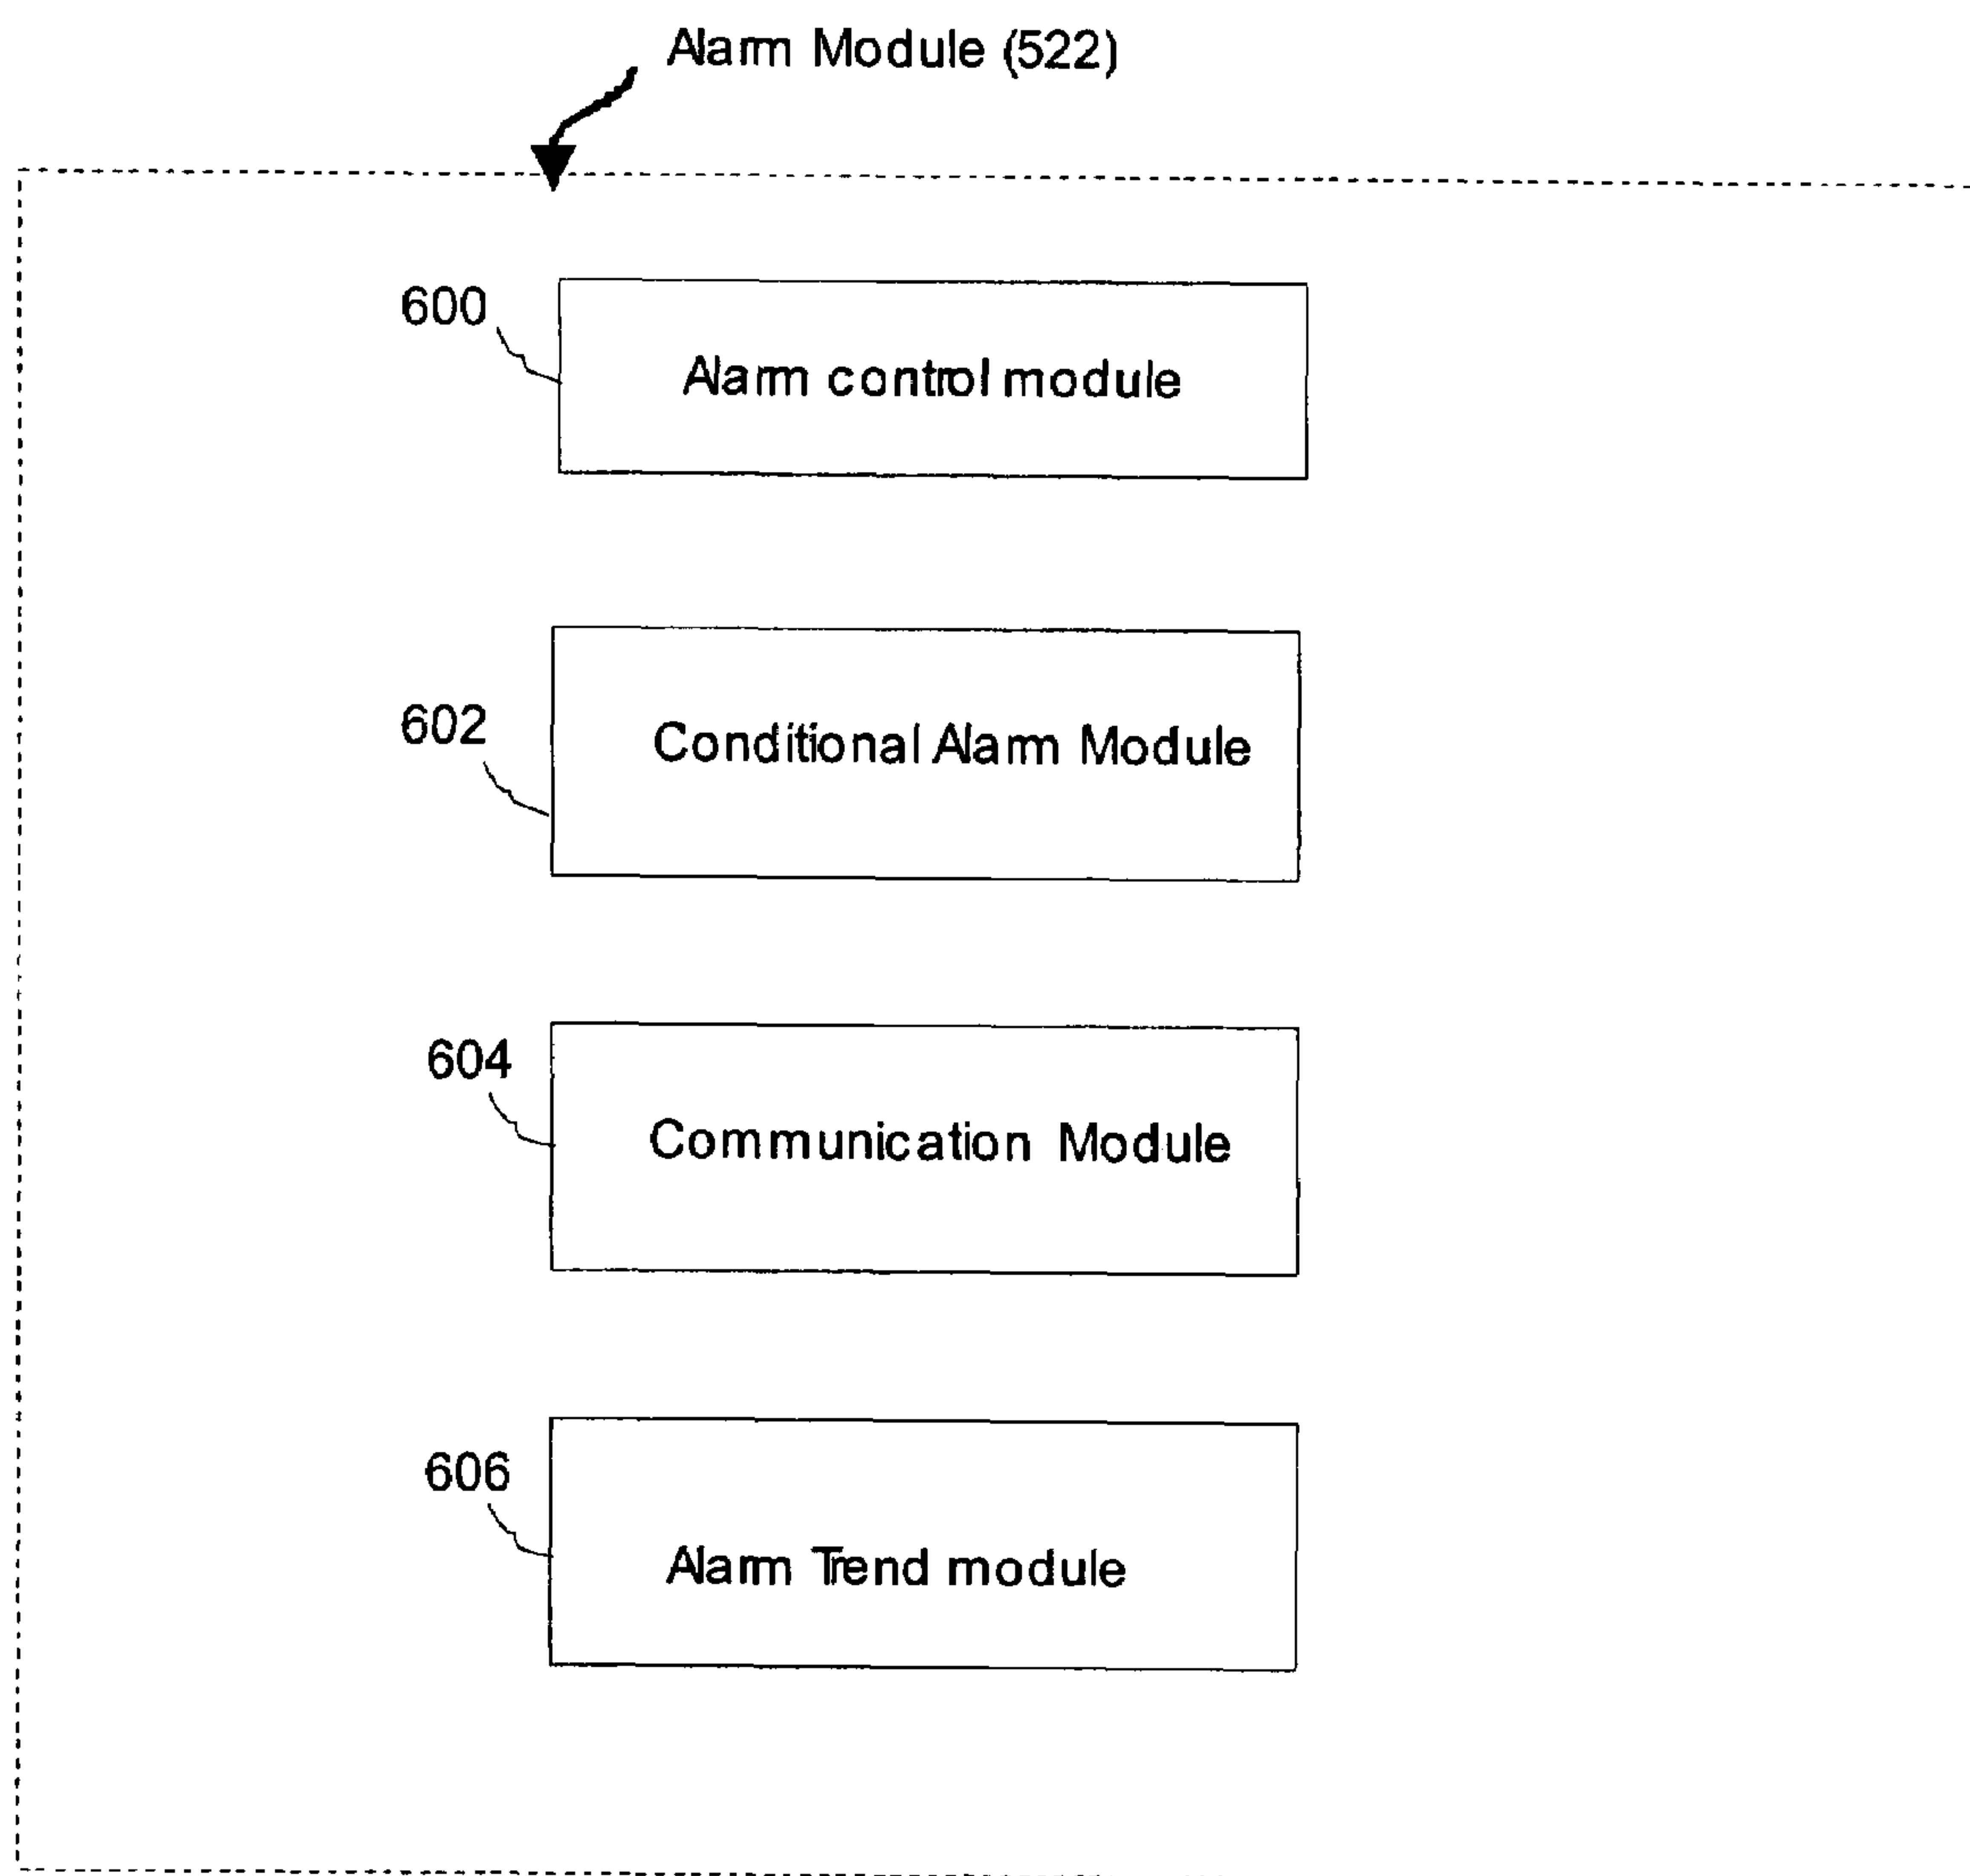 Alarm Module (522)
600
Alarm control module
602
Conditional Alarm Module
604
Communication Module
606
Alarm Trend module